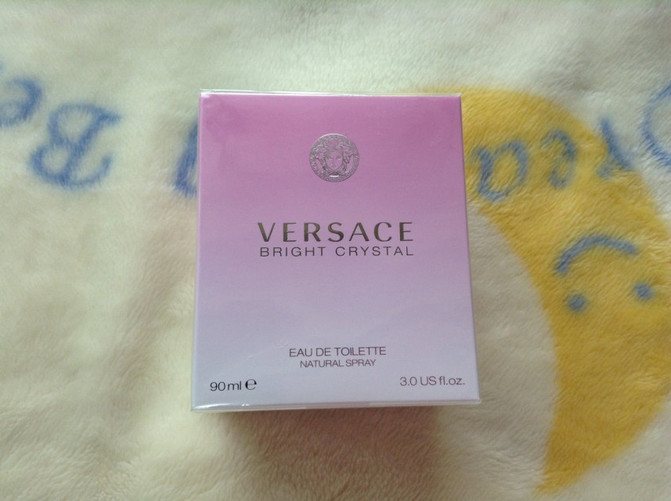 VERSACE
BRIGHT CRYSTAL
EAU DE TOILETTE
NATURAL SPRAY
90 ml ℮
3.0 US fl.oz.